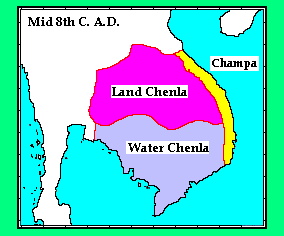 Mid 8th C. A.D.
Champa
Land Chenla
Water Chenla